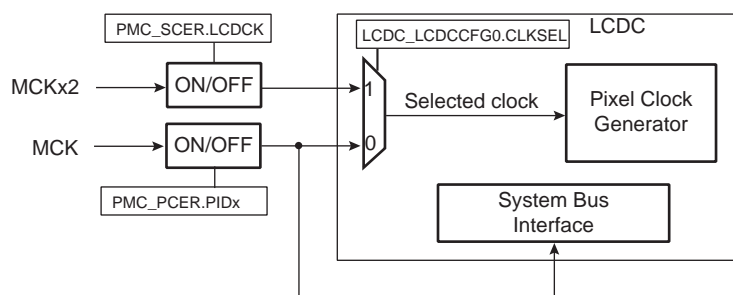 PMC_SCER.LCDCK
LCDC_LCDCCFG0.CLKSEL
LCDC
MCKx2
ON/OFF
1
Selected clock
Pixel Clock
Generator
MCK
ON/OFF
0
PMC_PCER.PIDx
System Bus
Interface